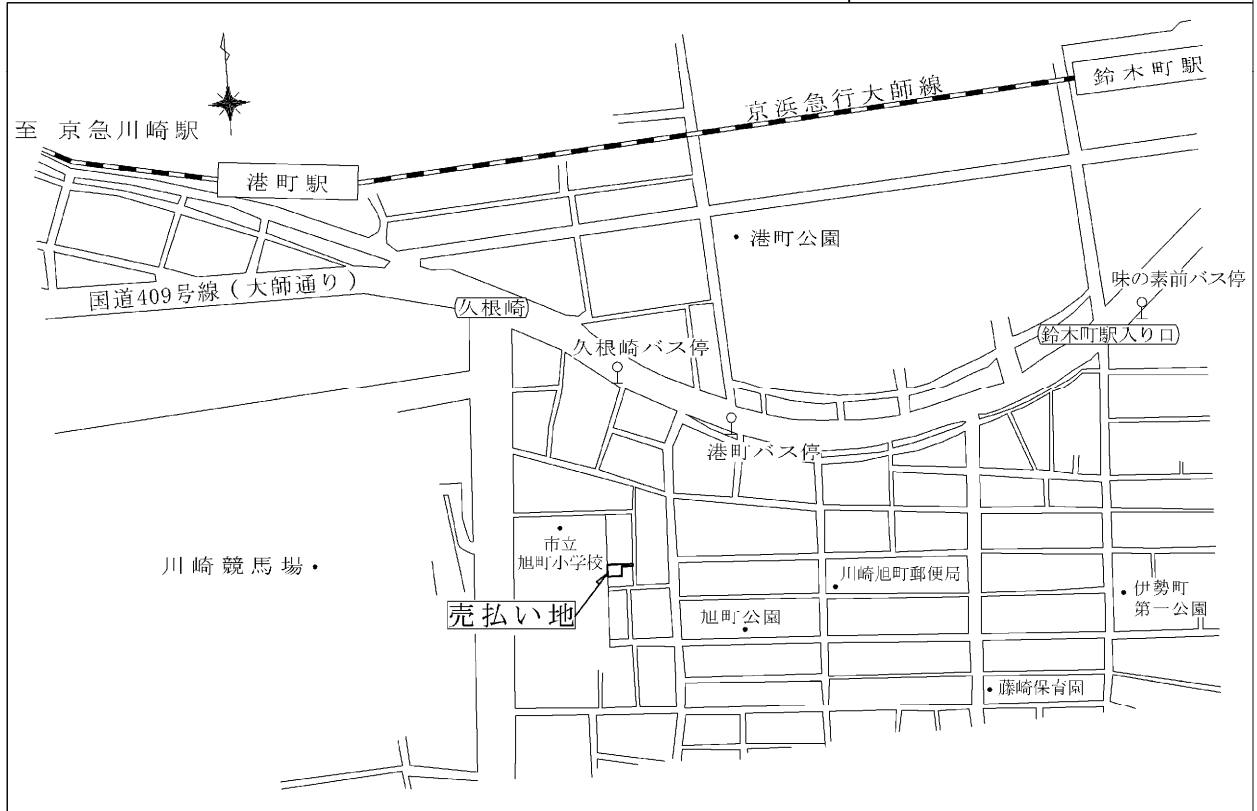 鈴木町駅
京浜急行大師線
至 京急川崎駅
港町駅
港町公園
味の素前バス停
国道409号線(大師通り)
久根崎
鈴木町駅入り口
久根崎バス停
港町バス停
市立
旭町小学校
川崎競馬場
川崎旭町郵便局
伊勢町
第一公園
売払い地
旭町公園
藤崎保育園